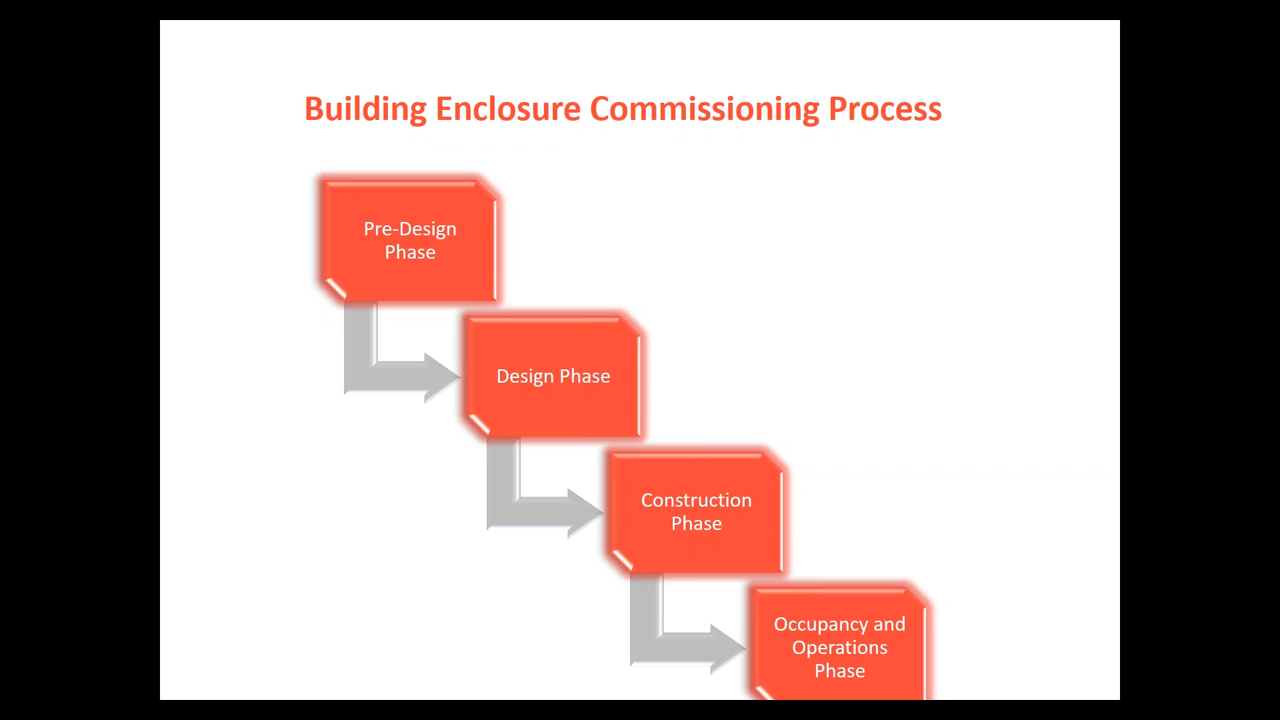 Building Enclosure Commissioning Process
Pre-Design
Phase
Design Phase
Construction
Phase
Occupancy and
Operations
Phase